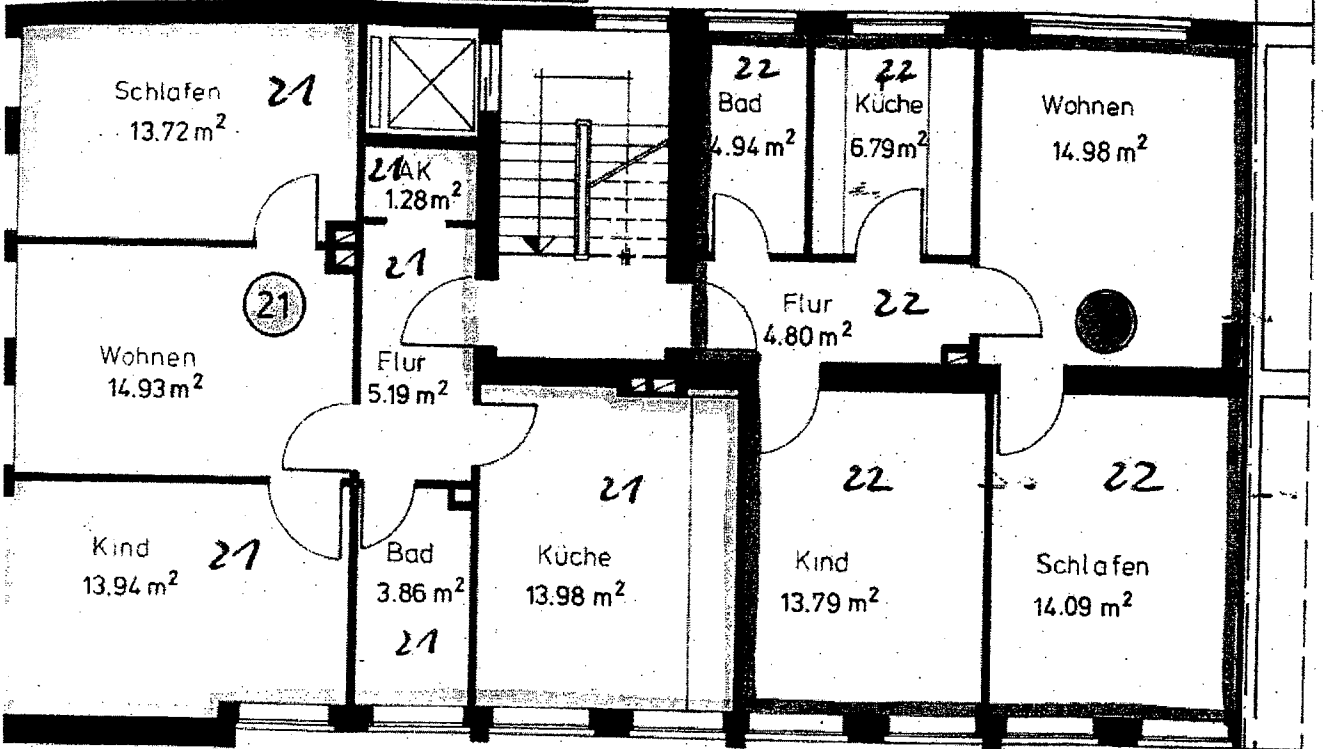 Schlafen 21
13.72 m²
21 AK
1.28 m²
22
Bad
4.94 m²
22
Küche
6.79 m²
Wohnen
14.98 m²
21
21
Wohnen
14.93 m²
Flur
5.19 m²
Flur 22
4.80 m²
Kind 21
13.94 m²
Bad
3.86 m²
21
21
Küche
13.98 m²
22
Kind
13.79 m²
22
Schlafen
14.09 m²